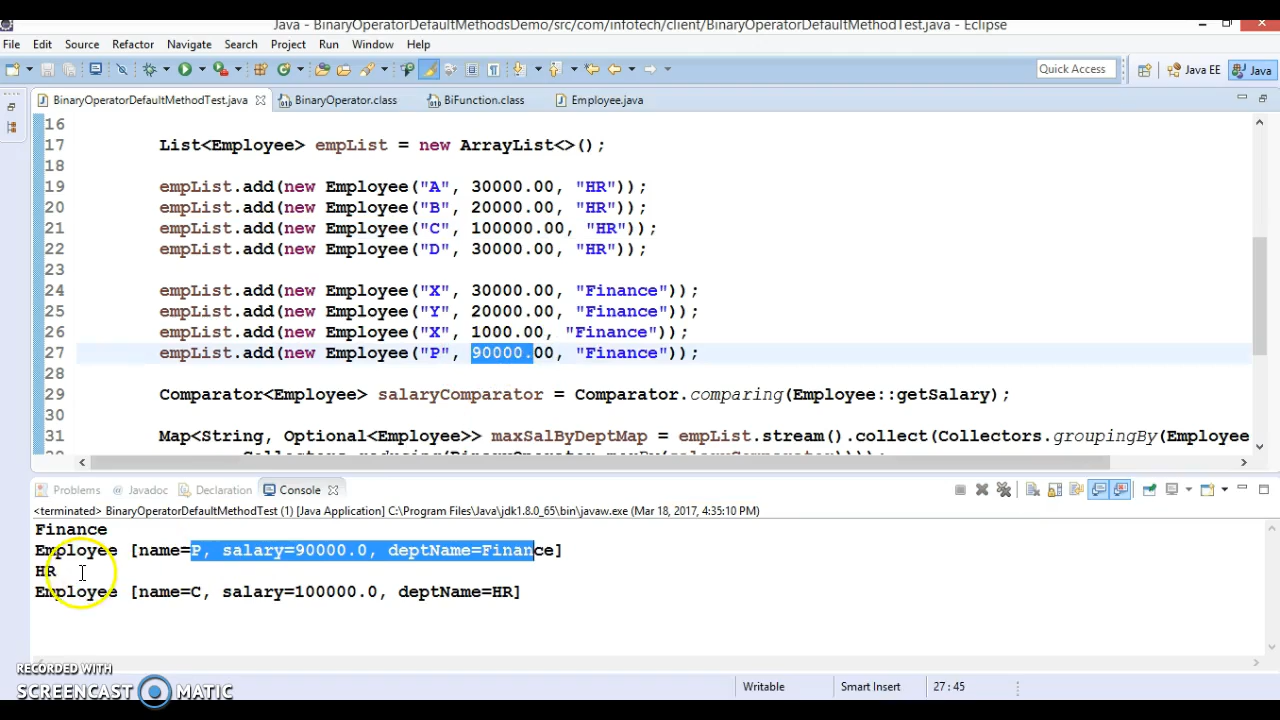 Java - BinaryOperatorDefaultMethodsDemo/src/com/infotech/client/BinaryOperatorDefaultMethodTest.java - Eclipse
File Edit Source Refactor Navigate Search Project Run Window Help
Quick Access Java EE Java
BinaryOperatorDefaultMethodTest.java BinaryOperator.class BiFunction.class Employee.java
16
17 List<Employee> empList = new ArrayList<>();
18
19 empList.add(new Employee("A", 30000.00, "HR"));
20 empList.add(new Employee("B", 20000.00, "HR"));
21 empList.add(new Employee("C", 100000.00, "HR"));
22 empList.add(new Employee("D", 30000.00, "HR"));
23
24 empList.add(new Employee("X", 30000.00, "Finance"));
25 empList.add(new Employee("Y", 20000.00, "Finance"));
26 empList.add(new Employee("X", 1000.00, "Finance"));
27 empList.add(new Employee("P", 90000.00, "Finance"));
28
29 Comparator<Employee> salaryComparator = Comparator.comparing(Employee::getSalary);
30
31 Map<String, Optional<Employee>> maxSalByDeptMap = empList.stream().collect(Collectors.groupingBy(Employee
Problems Javadoc Declaration Console
<terminated> BinaryOperatorDefaultMethodTest (1) [Java Application] C:\Program Files\Java\jdk1.8.0_65\bin\javaw.exe (Mar 18, 2017, 4:35:10 PM)
Finance
Employee [name=P, salary=90000.0, deptName=Finance]
HR
Employee [name=C, salary=100000.0, deptName=HR]
RECORDED WITH
SCREENCAST MATIC
Writable Smart Insert 27:45